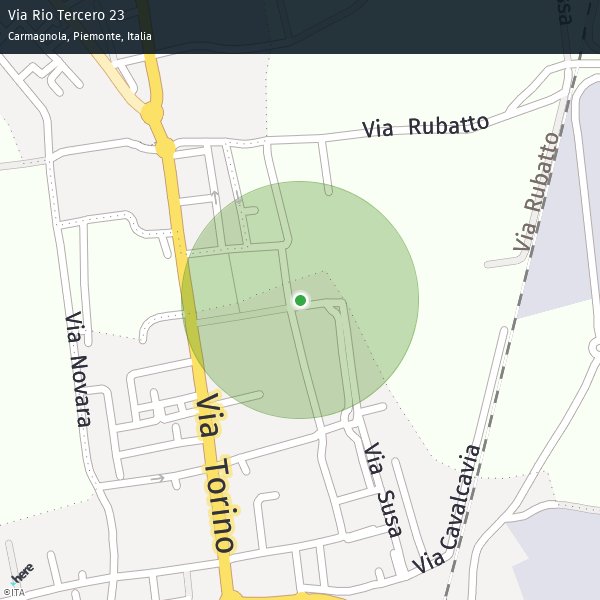 Via Rio Tercero 23
Carmagnola, Piemonte, Italia
Via Rubatto
Via Rubatto
Via Novara
Via Torino
Via Susa
Via Cavalcavia
here
©ITA